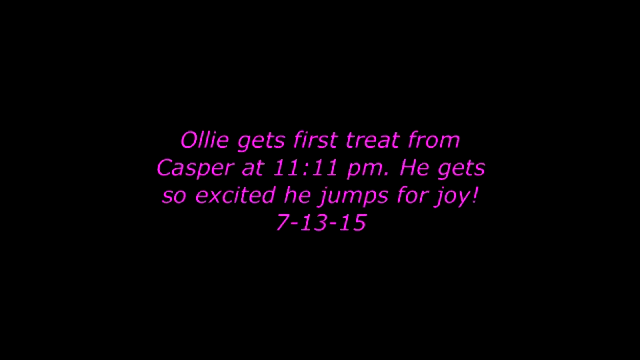 Ollie gets first treat from
Casper at 11:11 pm. He gets
so excited he jumps for joy!
7-13-15